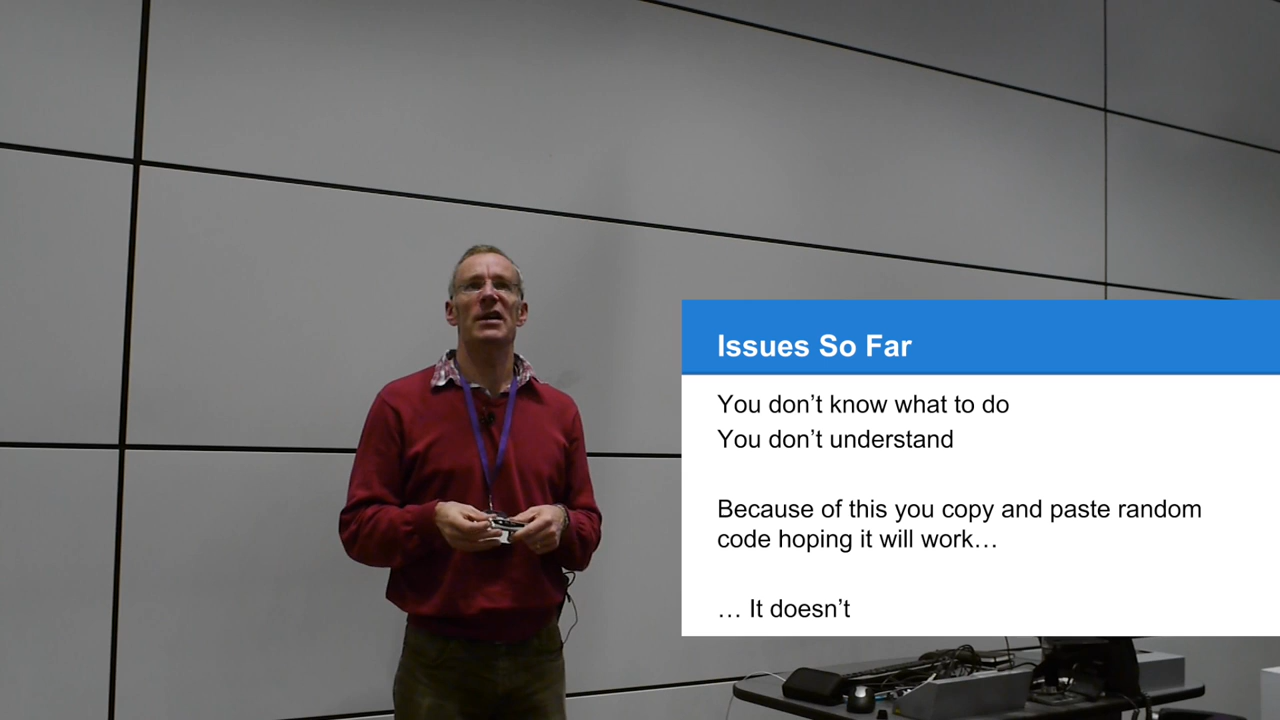 Issues So Far
You don’t know what to do
You don’t understand
Because of this you copy and paste random
code hoping it will work…
… It doesn’t